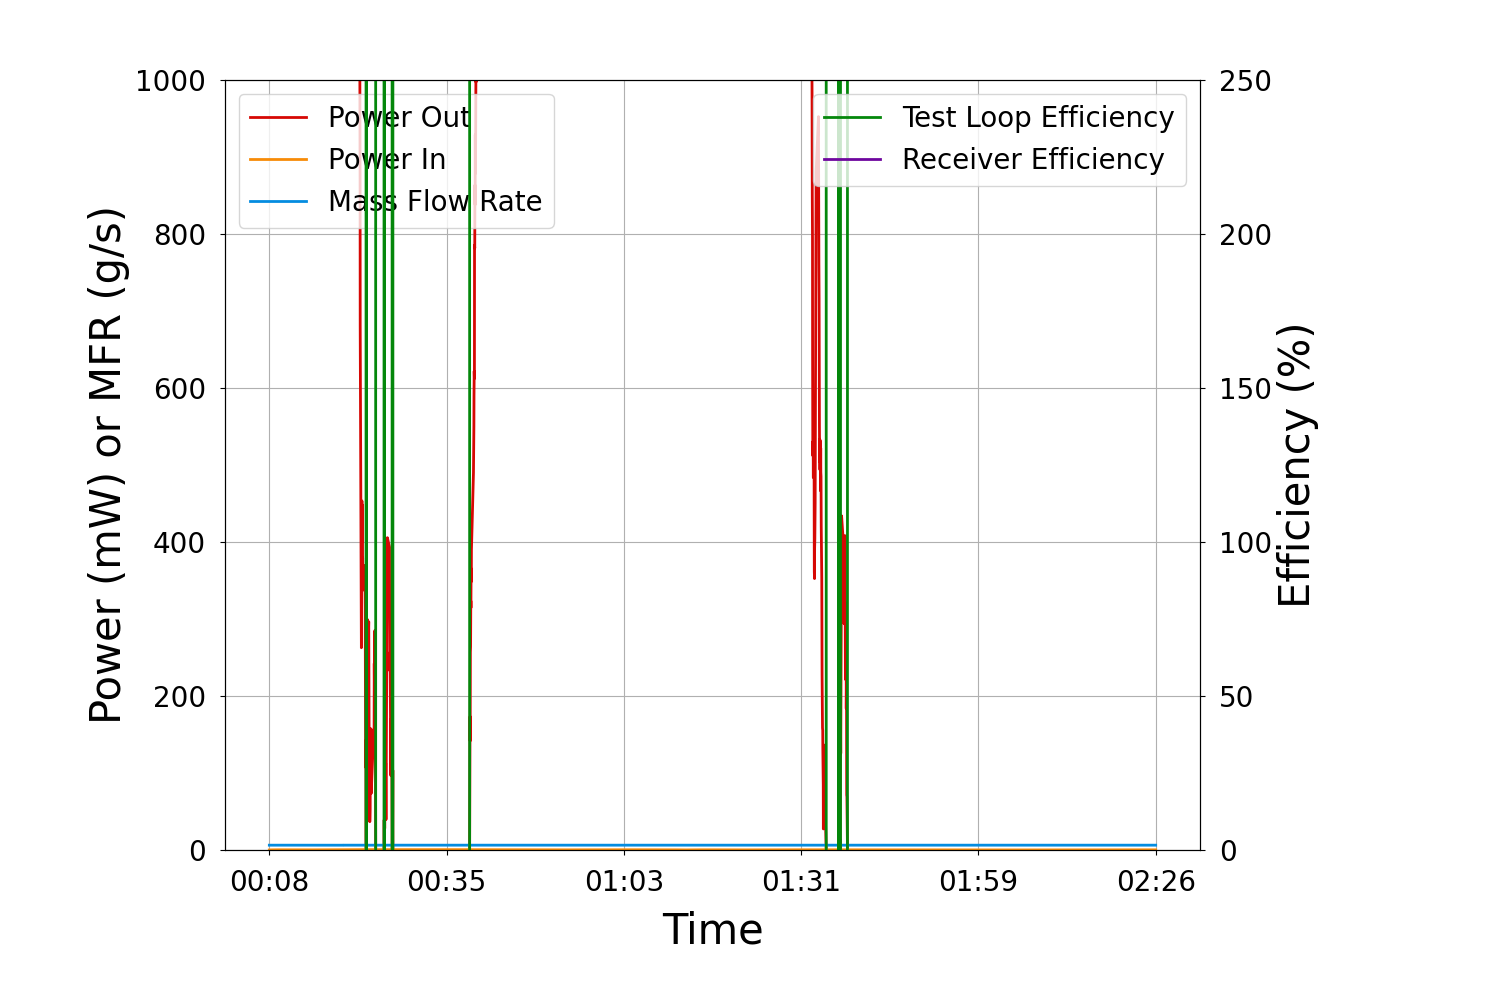 1000
800
600
400
200
0
Power (mW) or MFR (g/s)
Power Out
Power In
Mass Flow Rate
Test Loop Efficiency
Receiver Efficiency
250
200
150
100
50
0
Efficiency (%)
00:08 00:35 01:03 01:31 01:59 02:26
Time